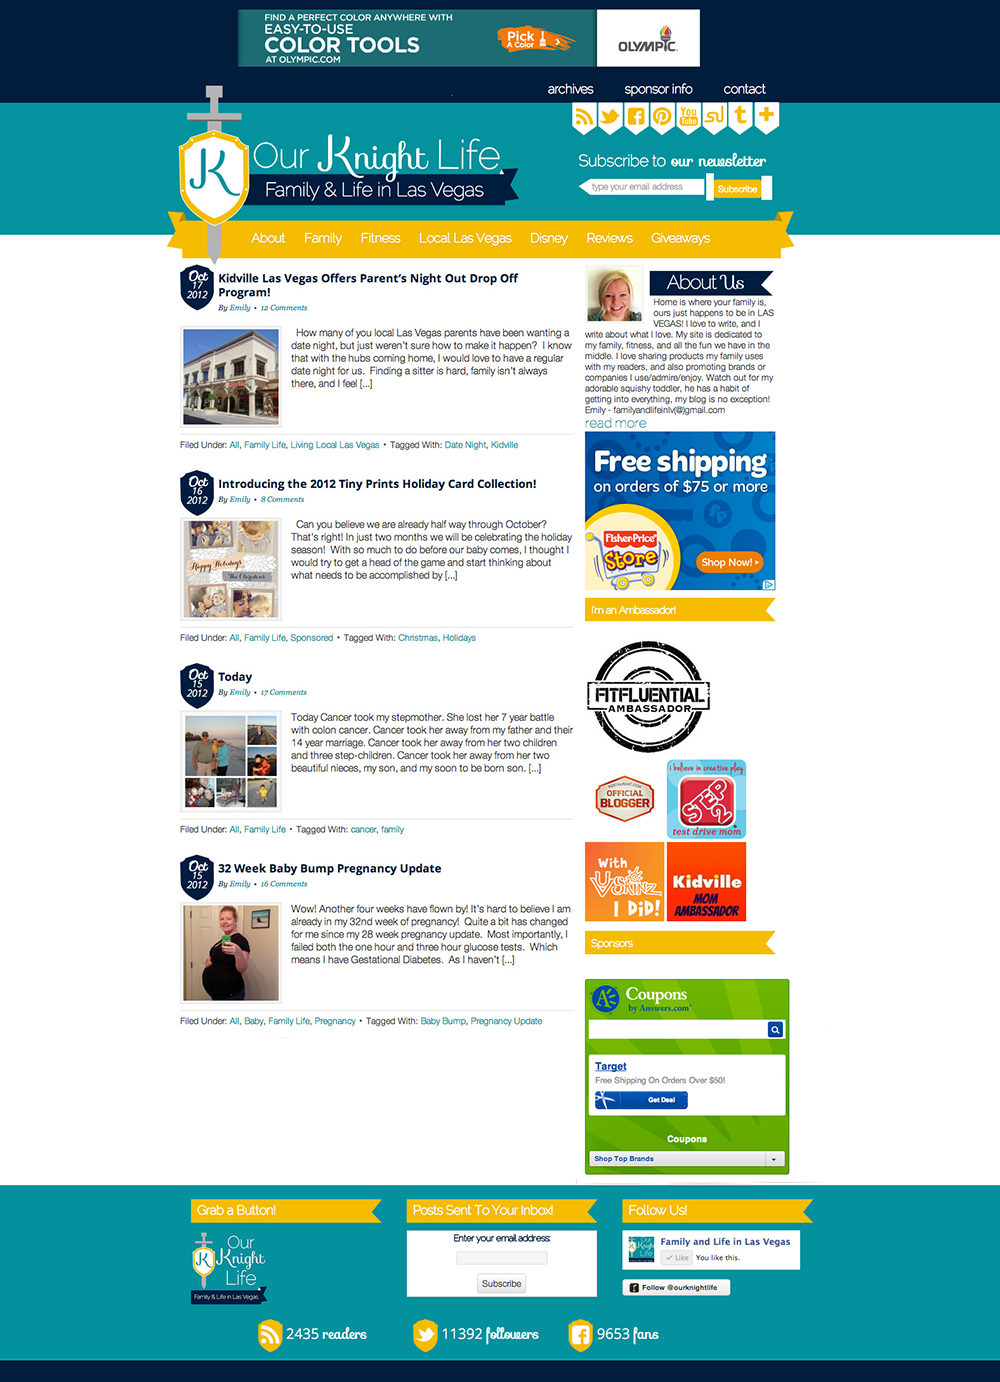 FIND A PERFECT COLOR ANYWHERE WITH
EASY-TO-USE
COLOR TOOLS
AT OLYMPIC.COM
Pick
A Color
OLYMPIC
archives sponsor info contact
You
Tube
K
Our Knight Life
Family & Life in Las Vegas
Subscribe to our newsletter
type your email address Subscribe
About Family Fitness Local Las Vegas Disney Reviews Giveaways
Oct
17
2012
Kidville Las Vegas Offers Parent's Night Out Drop Off
Program!
By Emily • 12 Comments
How many of you local Las Vegas parents have been wanting a
date night, but just weren't sure how to make it happen? I know
that with the hubs coming home, I would love to have a regular
date night for us. Finding a sitter is hard, family isn't always
there, and I feel [...]
Filed Under: All, Family Life, Living Local Las Vegas • Tagged With: Date Night, Kidville
Oct
16
2012
Introducing the 2012 Tiny Prints Holiday Card Collection!
By Emily • 8 Comments
Happy Holidays
Can you believe we are already half way through October?
That's right! In just two months we will be celebrating the holiday
season! With so much to do before our baby comes, I thought I
would try to get a head of the game and start thinking about
what needs to be accomplished by [...]
Filed Under: All, Family Life, Sponsored • Tagged With: Christmas, Holidays
Oct
15
2012
Today
By Emily • 17 Comments
Today Cancer took my stepmother. She lost her 7 year battle
with colon cancer. Cancer took her away from my father and their
14 year marriage. Cancer took her away from her two children
and three step-children. Cancer took her away from her two
beautiful nieces, my son, and my soon to be born son. [...]
Filed Under: All, Family Life • Tagged With: cancer, family
Oct
15
2012
32 Week Baby Bump Pregnancy Update
By Emily • 16 Comments
Wow! Another four weeks have flown by! It's hard to believe I am
already in my 32nd week of pregnancy! Quite a bit has changed
for me since my 28 week pregnancy update. Most importantly, I
failed both the one hour and three hour glucose tests. Which
means I have Gestational Diabetes. As I haven't [...]
Filed Under: All, Baby, Family Life, Pregnancy • Tagged With: Baby Bump, Pregnancy Update
About Us
Home is where your family is,
ours just happens to be in LAS
VEGAS! I love to write, and I
write about what I love. My site is dedicated to
my family, fitness, and all the fun we have in the
middle. I love sharing products my family uses
with my readers, and also promoting brands or
companies I use/admire/enjoy. Watch out for my
adorable squishy toddler, he has a habit of
getting into everything, my blog is no exception!
Emily - familyandlifeinlv(@)gmail.com
read more
Free shipping
on orders of $75 or more
Fisher-Price
Store
Shop Now!
I'm an Ambassador!
FITFLUENTIAL
AMBASSADOR
RESTAURANT.COM
OFFICIAL
BLOGGER
i believe in creative play
STEP2
test drive mom
With
I DiD!
Kidville
MOM
AMBASSADOR
Sponsors
A
Coupons
by Answers.com
Target
Free Shipping On Orders Over $50!
Get Deal
Coupons
Shop Top Brands
Grab a Button!
K
Our
Knight
Life
Family & Life in Las Vegas
Posts Sent To Your Inbox!
Enter your email address:
Subscribe
Follow Us!
Family and Life in Las Vegas
Like You like this.
Follow @ourknightlife
2435 readers 11392 followers 9653 fans